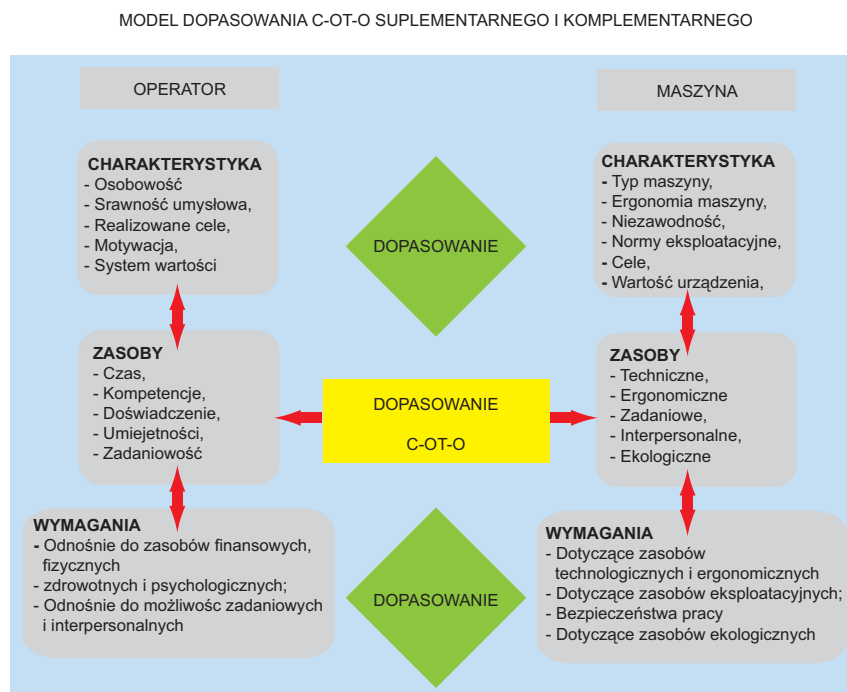 MODEL DOPASOWANIA C-OT-O SUPLEMENTARNEGO I KOMPLEMENTARNEGO
OPERATOR
MASZYNA
CHARAKTERYSTYKA
- Osobowość
- Srawność umysłowa,
- Realizowane cele,
- Motywacja,
- System wartości
DOPASOWANIE
CHARAKTERYSTYKA
- Typ maszyny,
- Ergonomia maszyny,
- Niezawodność,
- Normy eksploatacyjne,
- Cele,
- Wartość urządzenia,
ZASOBY
- Czas,
- Kompetencje,
- Doświadczenie,
- Umiejetności,
- Zadaniowość
DOPASOWANIE
C-OT-O
ZASOBY
- Techniczne,
- Ergonomiczne
- Zadaniowe,
- Interpersonalne,
- Ekologiczne
WYMAGANIA
- Odnośnie do zasobów finansowych,
fizycznych
- zdrowotnych i psychologicznych;
- Odnośnie do możliwośc zadaniowych
i interpersonalnych
DOPASOWANIE
WYMAGANIA
- Dotyczące zasobów
technologicznych i ergonomicznych
- Dotyczące zasobów eksploatacyjnych;
- Bezpieczeństwa pracy
- Dotyczące zasobów ekologicznych